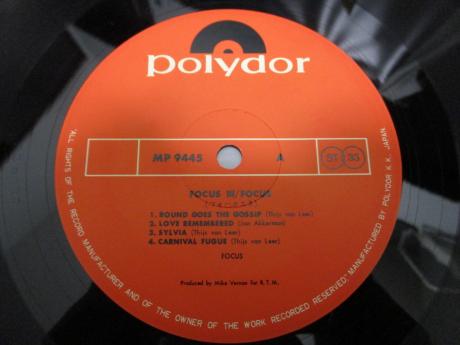 polydor
MP 9445
A
ST
33
FOCUS III/FOCUS
1. ROUND GOES THE GOSSIP (Thijs van Leer)
2. LOVE REMEMBERED (Jan Akkerman)
3. SYLVIA (Thijs van Leer)
4. CARNIVAL FUGUE (Thijs van Leer)
FOCUS
Produced by Mike Vernon for R.T.M.
ALL RIGHTS OF THE RECORD MANUFACTURER AND OF THE OWNER OF THE WORK RECORDED RESERVED! MANUFACTURED BY POLYDOR K.K., JAPAN.